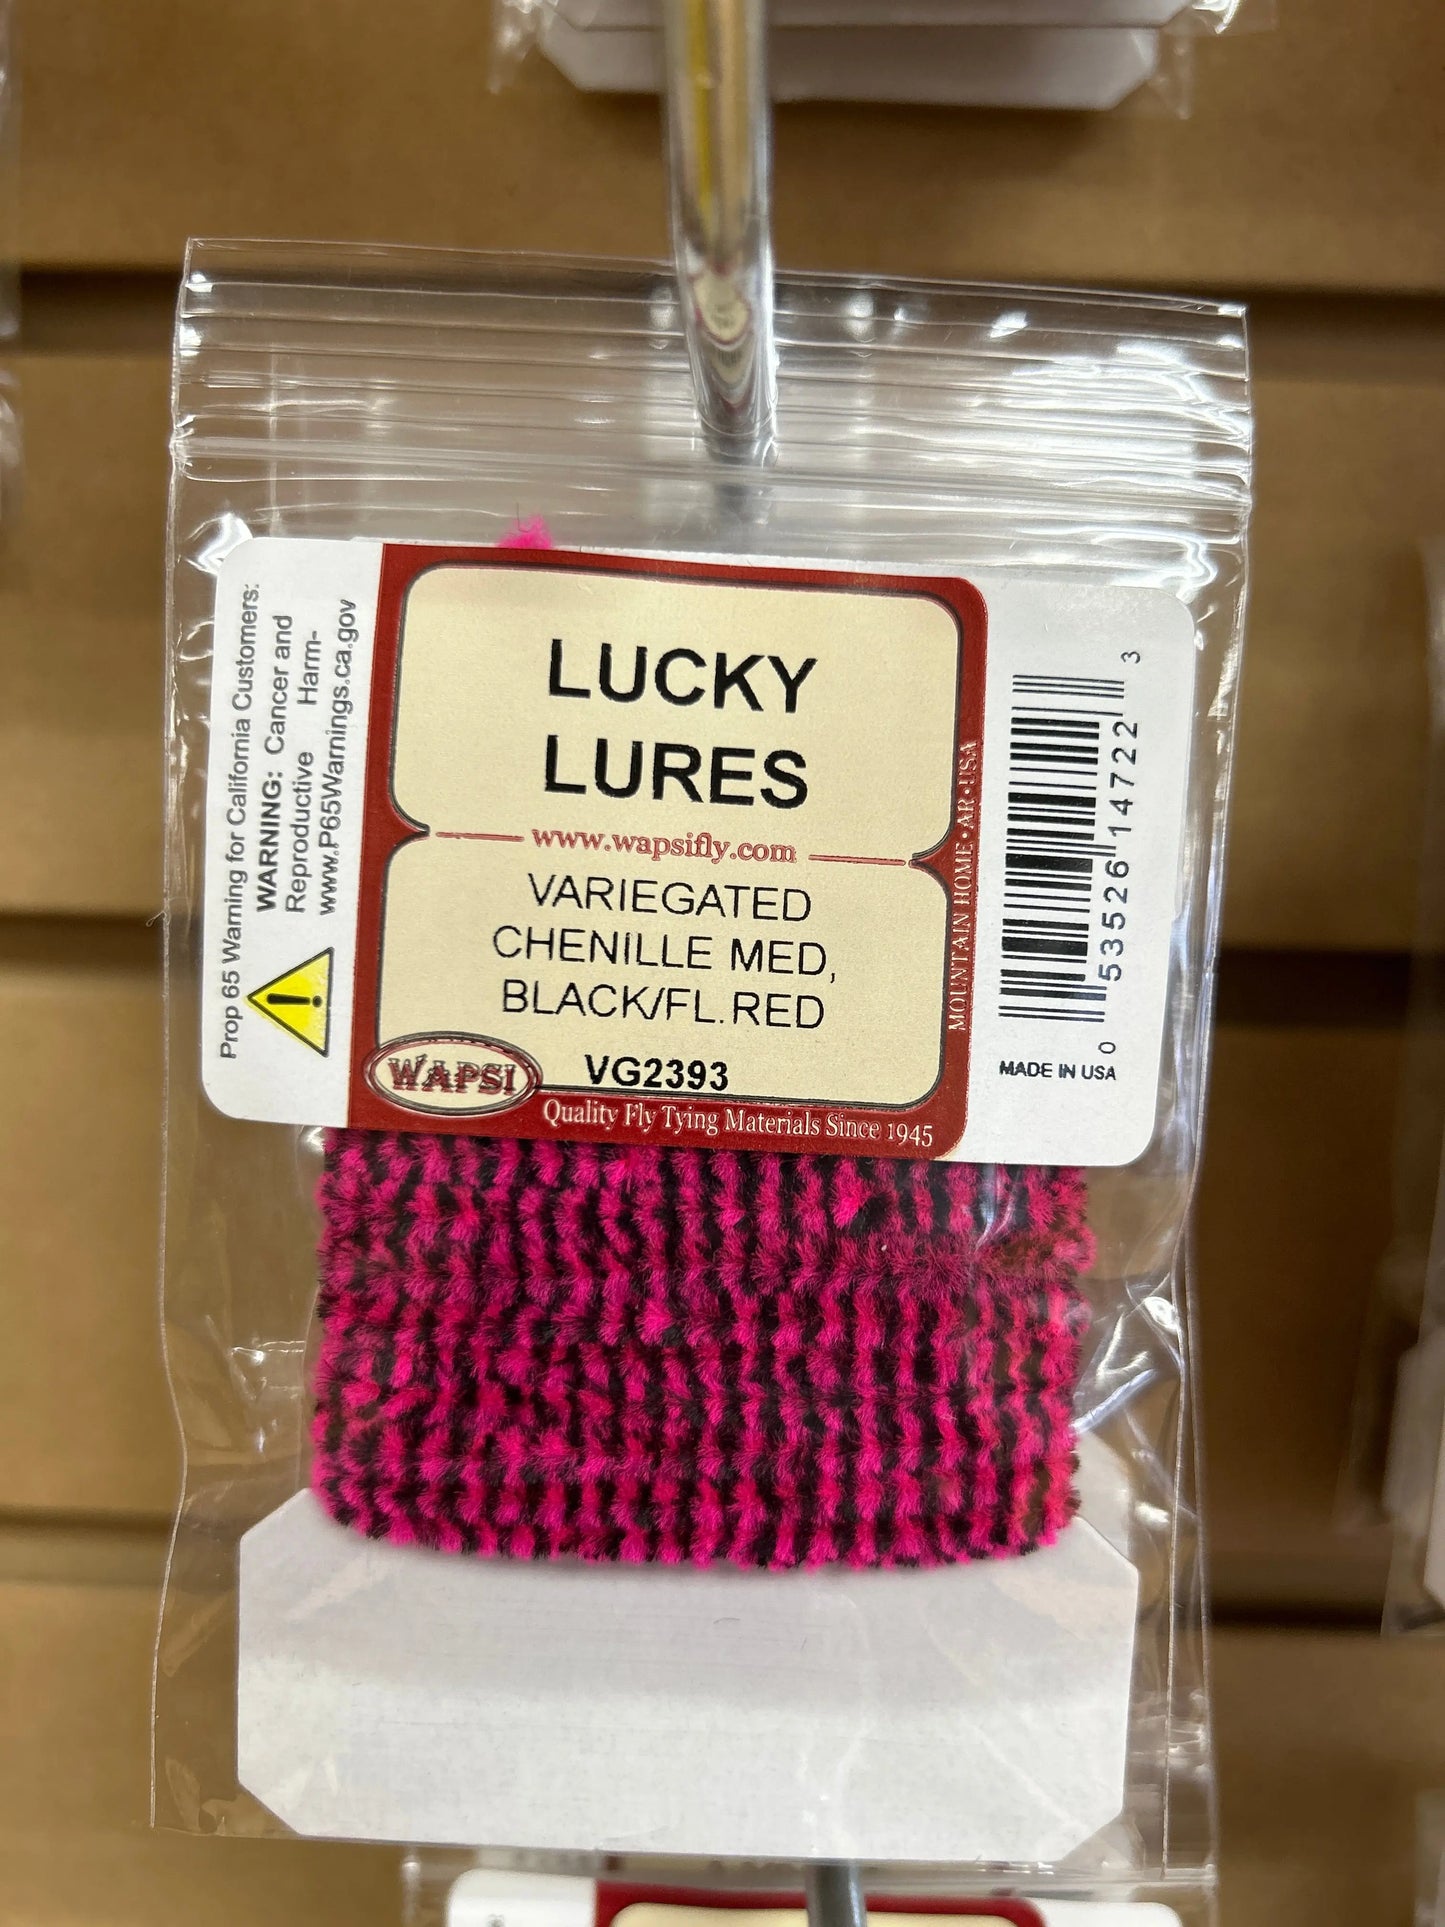 Prop 65 Warning for California Customers:
WARNING: Cancer and
Reproductive Harm-
www.P65Warnings.ca.gov
LUCKY
LURES
www.wapsifly.com
VARIEGATED
CHENILLE MED,
BLACK/FL.RED
VG2393
WAPSI
Quality Fly Tying Materials Since 1945
MOUNTAIN HOME•AR•USA
0 53526 14722 3
MADE IN USA